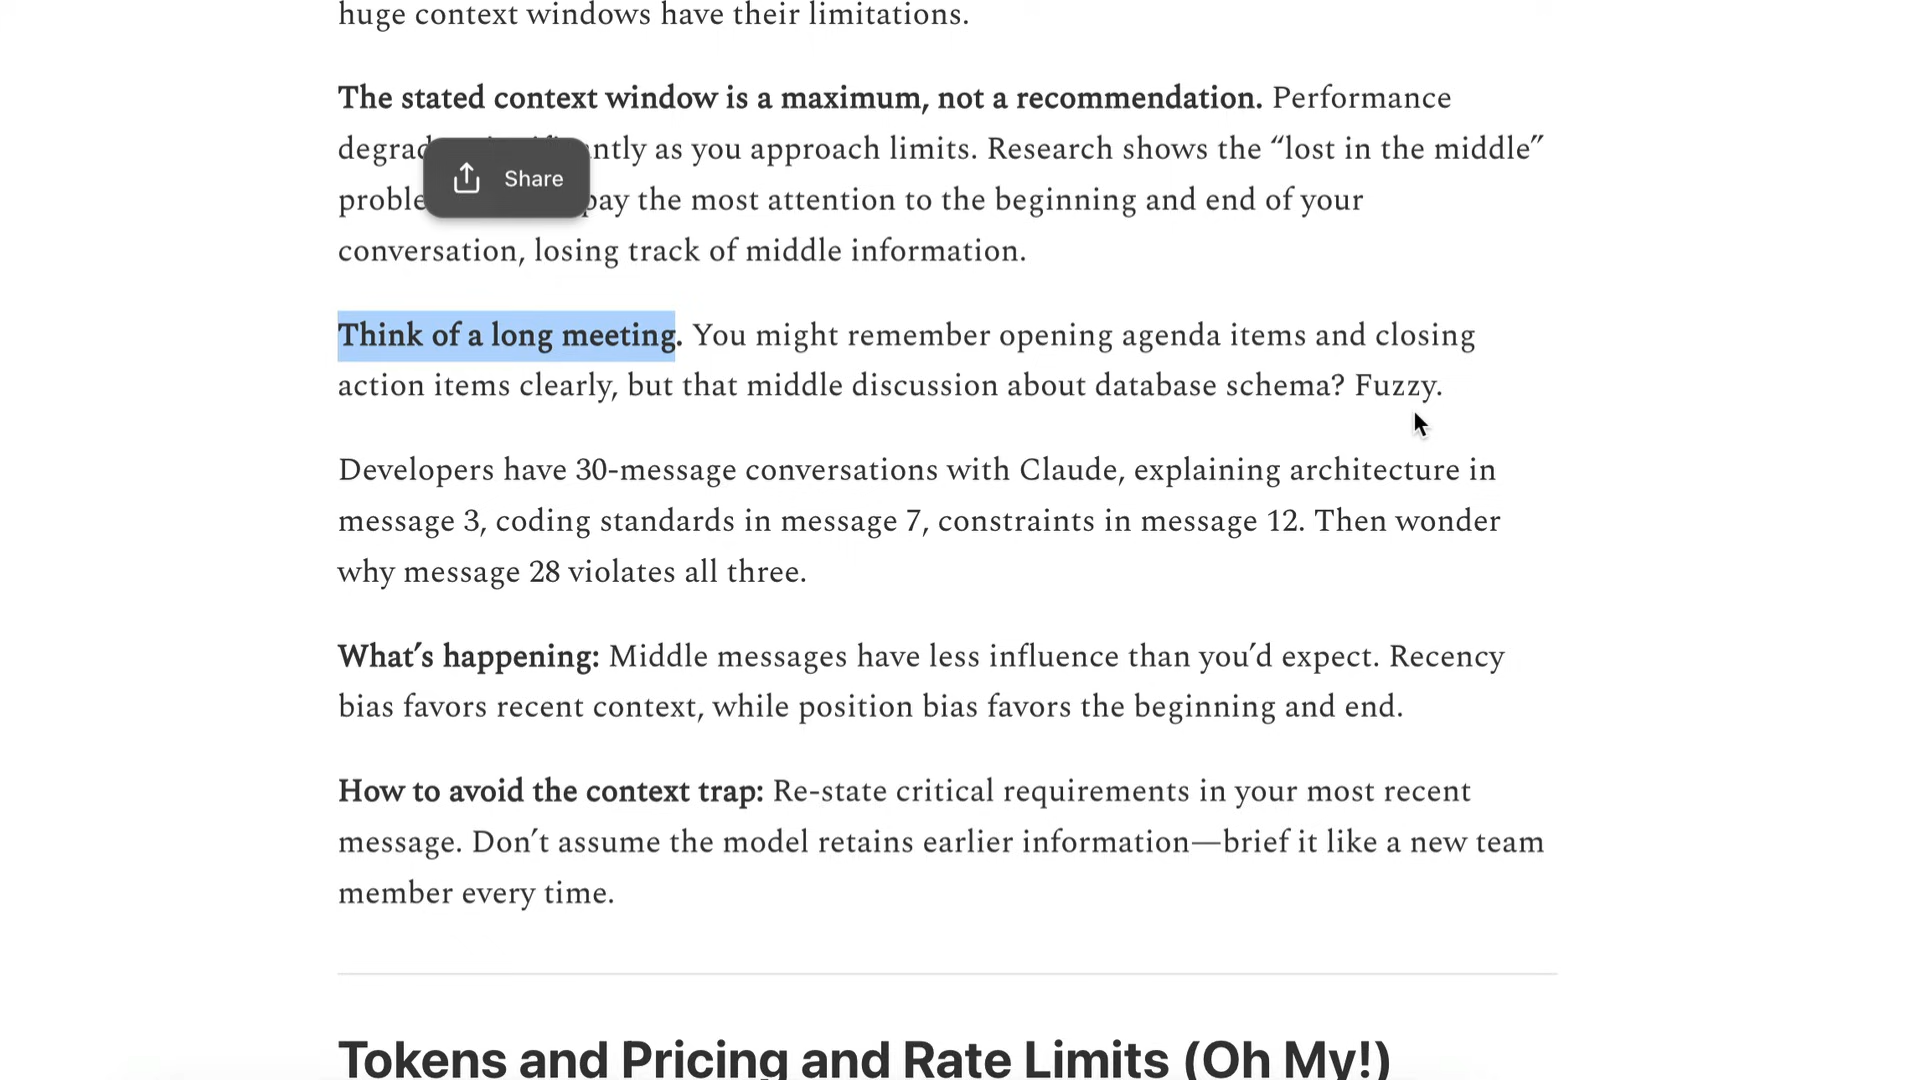 huge context windows have their limitations.
The stated context window is a maximum, not a recommendation. Performance
degrad ntly as you approach limits. Research shows the “lost in the middle”
proble pay the most attention to the beginning and end of your
Share
conversation, losing track of middle information.
Think of a long meeting. You might remember opening agenda items and closing
action items clearly, but that middle discussion about database schema? Fuzzy.
Developers have 30-message conversations with Claude, explaining architecture in
message 3, coding standards in message 7, constraints in message 12. Then wonder
why message 28 violates all three.
What’s happening: Middle messages have less influence than you’d expect. Recency
bias favors recent context, while position bias favors the beginning and end.
How to avoid the context trap: Re-state critical requirements in your most recent
message. Don’t assume the model retains earlier information—brief it like a new team
member every time.
Tokens and Pricing and Rate Limits (Oh My!)